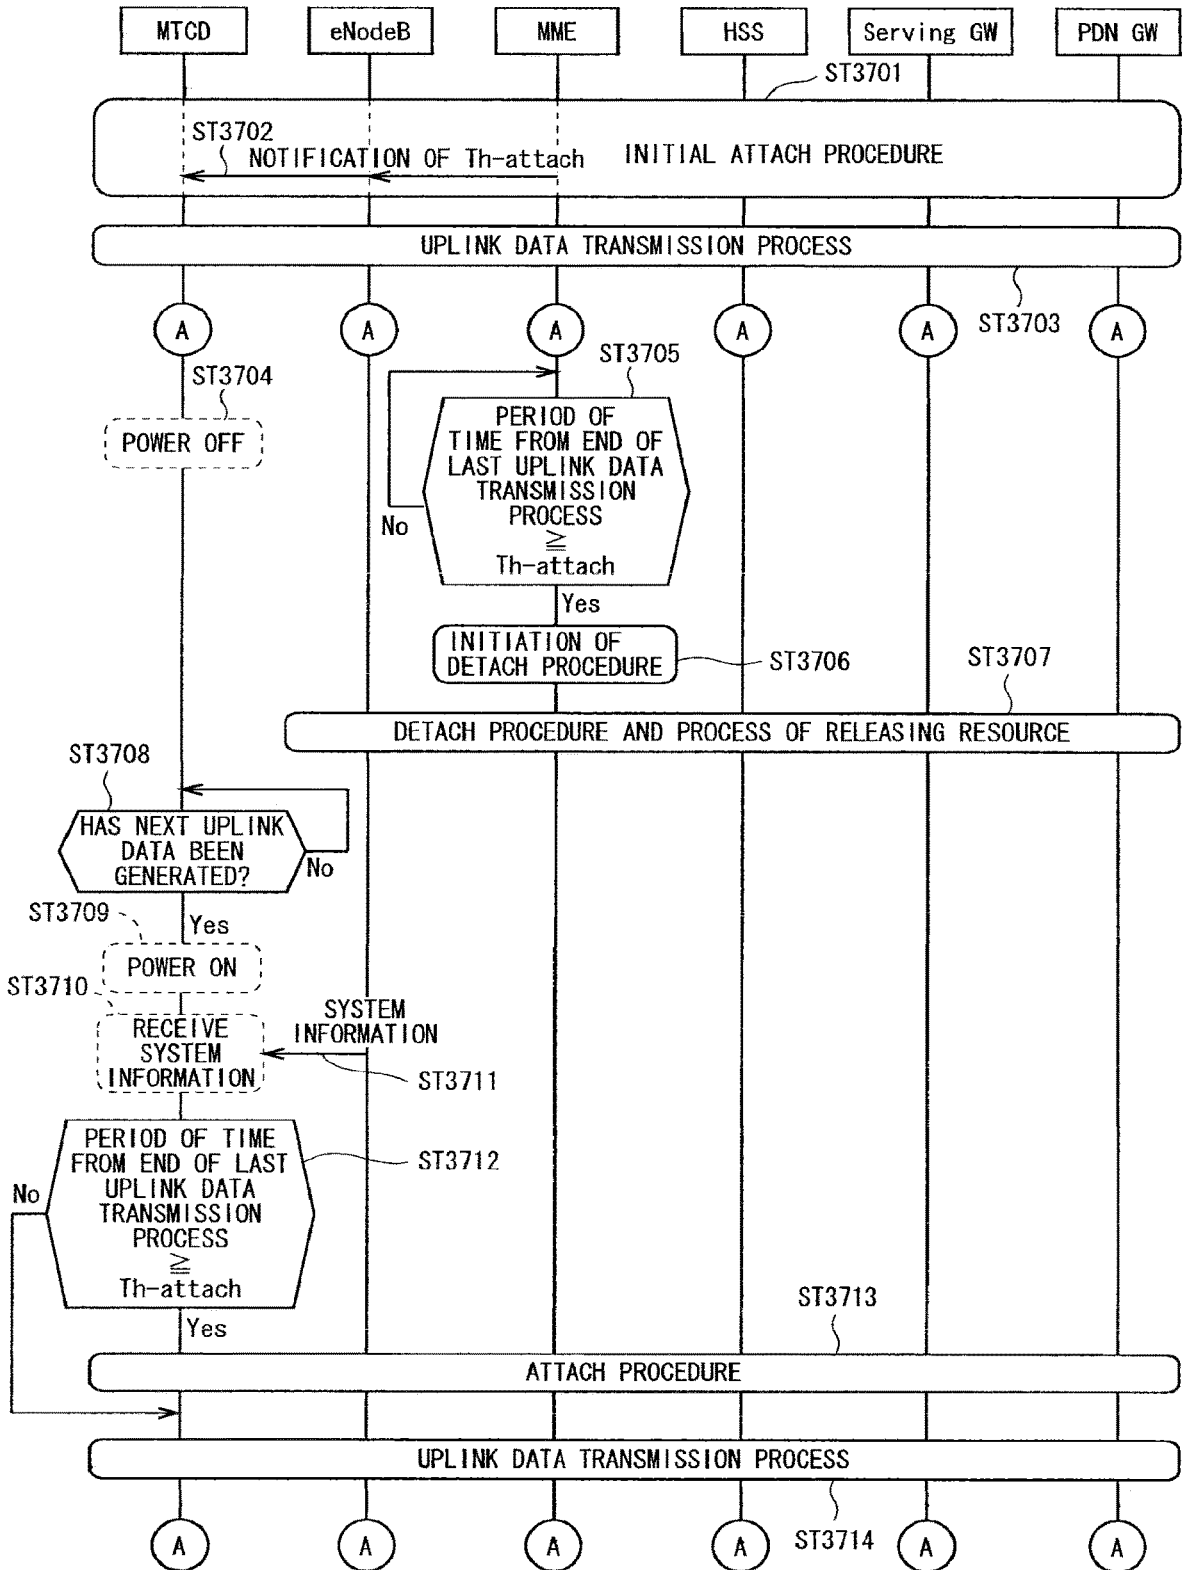 MTCD
eNodeB
MME
HSS
Serving GW
PDN GW
ST3701
ST3702
NOTIFICATION OF Th-attach
INITIAL ATTACH PROCEDURE
UPLINK DATA TRANSMISSION PROCESS
ST3703
A
A
A
A
A
A
ST3704
POWER OFF
ST3705
PERIOD OF
TIME FROM END OF
LAST UPLINK DATA
TRANSMISSION
PROCESS
≧
Th-attach
No
Yes
INITIATION OF
DETACH PROCEDURE
ST3706
ST3707
DETACH PROCEDURE AND PROCESS OF RELEASING RESOURCE
ST3708
HAS NEXT UPLINK
DATA BEEN
GENERATED?
No
Yes
ST3709
POWER ON
ST3710
RECEIVE
SYSTEM
INFORMATION
SYSTEM
INFORMATION
ST3711
PERIOD OF TIME
FROM END OF LAST
UPLINK DATA
TRANSMISSION
PROCESS
≧
Th-attach
ST3712
No
Yes
ST3713
ATTACH PROCEDURE
UPLINK DATA TRANSMISSION PROCESS
ST3714
A
A
A
A
A
A